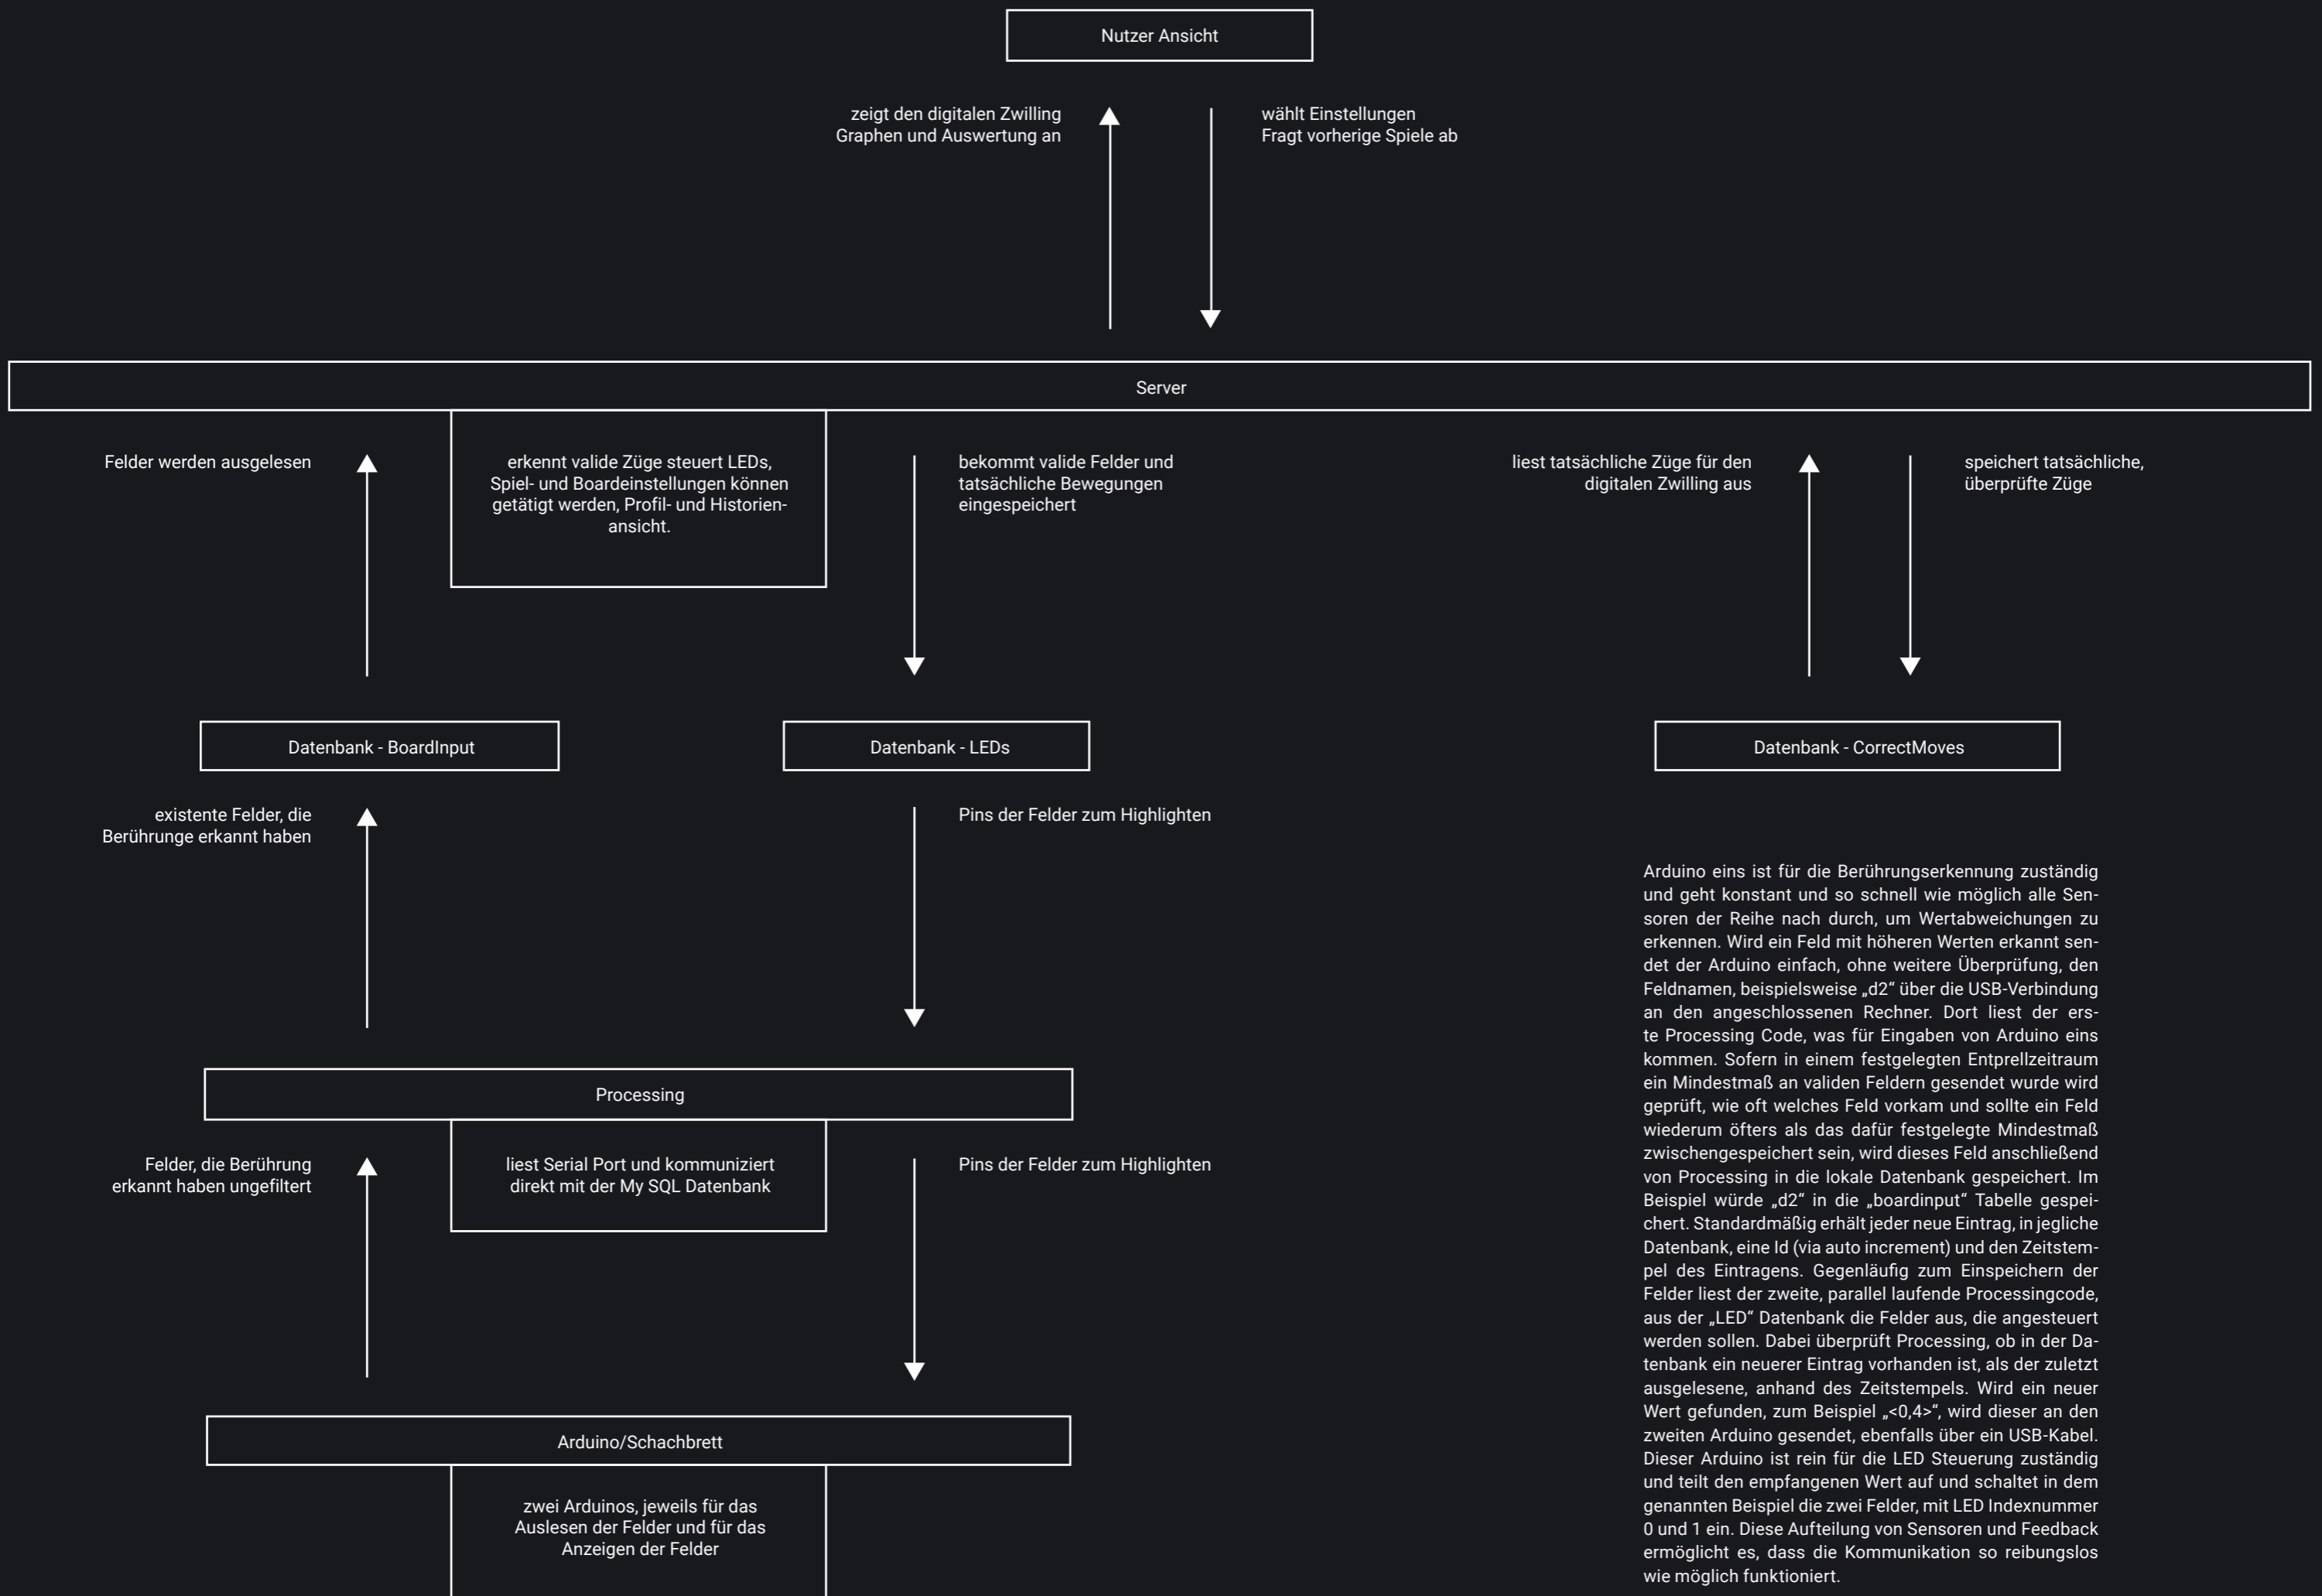 Nutzer Ansicht
zeigt den digitalen Zwilling
Graphen und Auswertung an
wählt Einstellungen
Fragt vorherige Spiele ab
Server
Felder werden ausgelesen
erkennt valide Züge steuert LEDs,
Spiel- und Boardeinstellungen können
getätigt werden, Profil- und Historien-
ansicht.
bekommt valide Felder und
tatsächliche Bewegungen
eingespeichert
liest tatsächliche Züge für den
digitalen Zwilling aus
speichert tatsächliche,
überprüfte Züge
Datenbank - BoardInput
Datenbank - LEDs
Datenbank - CorrectMoves
existente Felder, die
Berührunge erkannt haben
Pins der Felder zum Highlighten
Processing
Felder, die Berührung
erkannt haben ungefiltert
liest Serial Port und kommuniziert
direkt mit der My SQL Datenbank
Pins der Felder zum Highlighten
Arduino/Schachbrett
zwei Arduinos, jeweils für das
Auslesen der Felder und für das
Anzeigen der Felder
Arduino eins ist für die Berührungserkennung zuständig
und geht konstant und so schnell wie möglich alle Sen-
soren der Reihe nach durch, um Wertabweichungen zu
erkennen. Wird ein Feld mit höheren Werten erkannt sen-
det der Arduino einfach, ohne weitere Überprüfung, den
Feldnamen, beispielsweise „d2“ über die USB-Verbindung
an den angeschlossenen Rechner. Dort liest der ers-
te Processing Code, was für Eingaben von Arduino eins
kommen. Sofern in einem festgelegten Entprellzeitraum
ein Mindestmaß an validen Feldern gesendet wurde wird
geprüft, wie oft welches Feld vorkam und sollte ein Feld
wiederum öfters als das dafür festgelegte Mindestmaß
zwischengespeichert sein, wird dieses Feld anschließend
von Processing in die lokale Datenbank gespeichert. Im
Beispiel würde „d2“ in die „boardinput“ Tabelle gespei-
chert. Standardmäßig erhält jeder neue Eintrag, in jegliche
Datenbank, eine Id (via auto increment) und den Zeitstem-
pel des Eintragens. Gegenläufig zum Einspeichern der
Felder liest der zweite, parallel laufende Processingcode,
aus der „LED“ Datenbank die Felder aus, die angesteuert
werden sollen. Dabei überprüft Processing, ob in der Da-
tenbank ein neuerer Eintrag vorhanden ist, als der zuletzt
ausgelesene, anhand des Zeitstempels. Wird ein neuer
Wert gefunden, zum Beispiel „<0,4>“, wird dieser an den
zweiten Arduino gesendet, ebenfalls über ein USB-Kabel.
Dieser Arduino ist rein für die LED Steuerung zuständig
und teilt den empfangenen Wert auf und schaltet in dem
genannten Beispiel die zwei Felder, mit LED Indexnummer
0 und 1 ein. Diese Aufteilung von Sensoren und Feedback
ermöglicht es, dass die Kommunikation so reibungslos
wie möglich funktioniert.